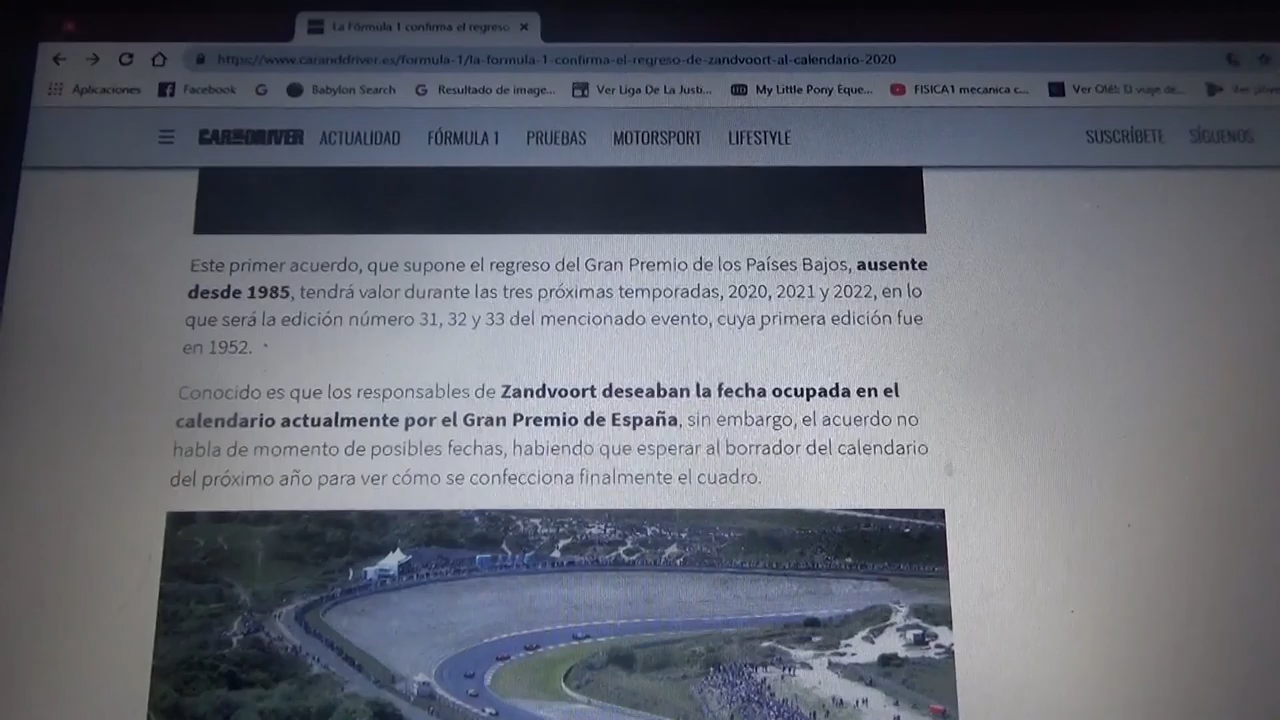 La Fórmula 1 confirma el regreso
https://www.caranddriver.es/formula-1/la-formula-1-confirma-el-regreso-de-zandvoort-al-calendario-2020
Aplicaciones Facebook Babylon Search Resultado de image... Ver Liga De La Justi... My Little Pony Eque... FISICA1 mecanica c...
CAR AND DRIVER ACTUALIDAD FÓRMULA 1 PRUEBAS MOTORSPORT LIFESTYLE SUSCRÍBETE SÍGUENOS
Este primer acuerdo, que supone el regreso del Gran Premio de los Países Bajos, ausente
desde 1985, tendrá valor durante las tres próximas temporadas, 2020, 2021 y 2022, en lo
que será la edición número 31, 32 y 33 del mencionado evento, cuya primera edición fue
en 1952.
Conocido es que los responsables de Zandvoort deseaban la fecha ocupada en el
calendario actualmente por el Gran Premio de España, sin embargo, el acuerdo no
habla de momento de posibles fechas, habiendo que esperar al borrador del calendario
del próximo año para ver cómo se confecciona finalmente el cuadro.